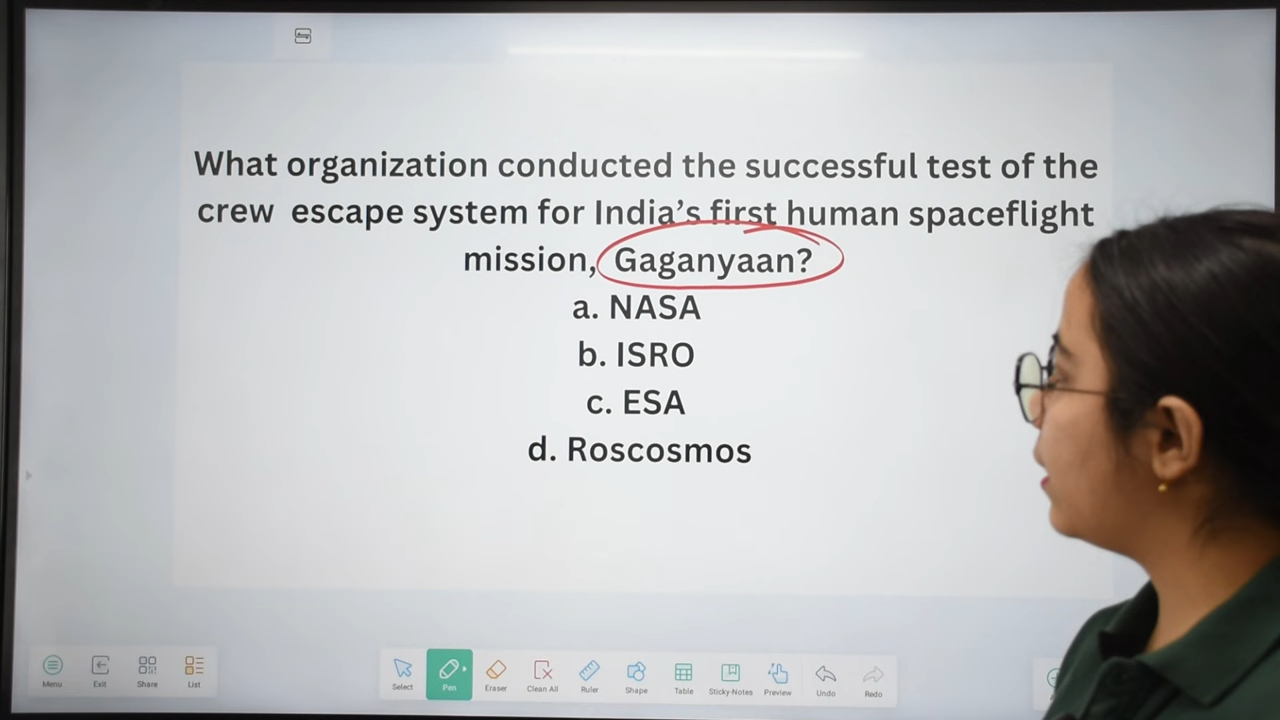 What organization conducted the successful test of the
crew escape system for India's first human spaceflight
mission, Gaganyaan?
a. NASA
b. ISRO
c. ESA
d. Roscosmos
Menu Exit Share List Select Pen Eraser Clean All Ruler Shape Table Sticky-Notes Preview Undo Redo